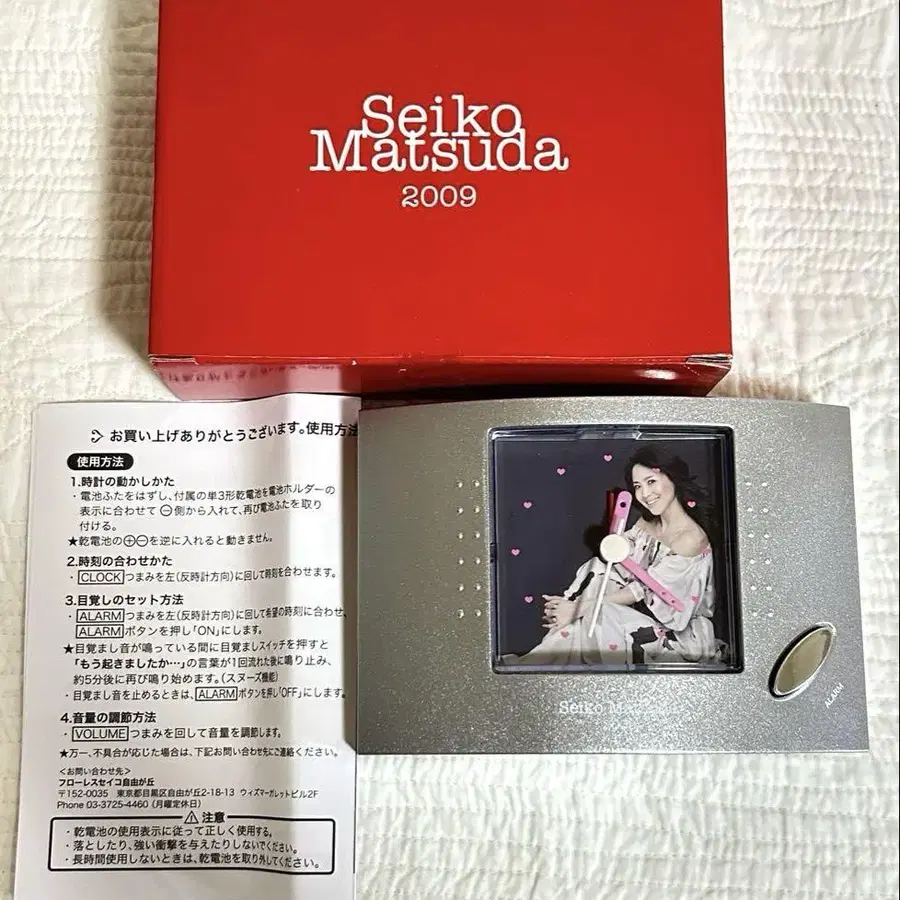 Seiko
Matsuda
2009
お買い上げありがとうございます。使用方法
使用方法
1.時計の動かしかた
・電池ふたをはずし、付属の単3形乾電池を電池ホルダーの
表示に合わせて⊖側から入れて、再び電池ふたを取り
付ける。
★乾電池の⊕⊖を逆に入れると動きません。
2.時刻の合わせかた
・CLOCKつまみを左(反時計方向)に回して時刻を合わせます。
3.目覚しのセット方法
・ALARMつまみを左(反時計方向)に回して希望の時刻に合わせ、
ALARMボタンを押し「ON」にします。
★目覚まし音が鳴っている間に目覚ましスイッチを押すと
「もう起きましたか…」の言葉が1回流れた後に鳴り止み、
約5分後に再び鳴り始めます。(スヌーズ機能)
・目覚まし音を止めるときは、ALARMボタンを押し「OFF」にします。
4.音量の調節方法
・VOLUMEつまみを回して音量を調節します。
★万一、不具合が応じた場合は、下記お問い合わせ先にご連絡ください。
<お問い合わせ先>
フローレスセイコ自由が丘
〒152-0035 東京都目黒区自由が丘2-18-13 ウィズマーガレットビル2F
Phone 03-3725-4460 (月曜定休日)
注意
・乾電池の使用表示に従って正しく使用する。
・落としたり、強い衝撃を与えたりしないでください。
・長時間使用しないときは、乾電池を取り外してください。
Seiko
ALARM